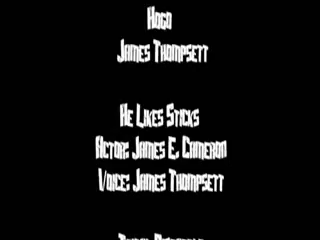 Hogo
James Thompsett
He Likes Sticks
Actor: James E. Cameron
Voice: James Thompsett